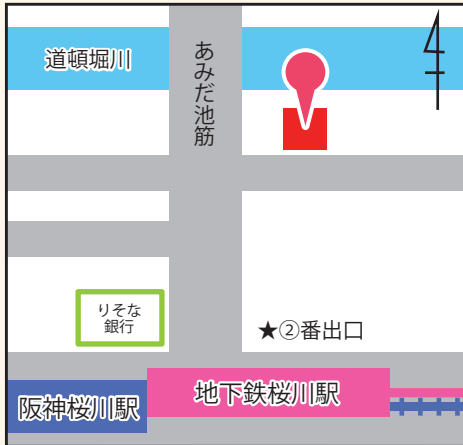 道頓堀川
あみだ池筋
りそな
銀行
★②番出口
阪神桜川駅
地下鉄桜川駅